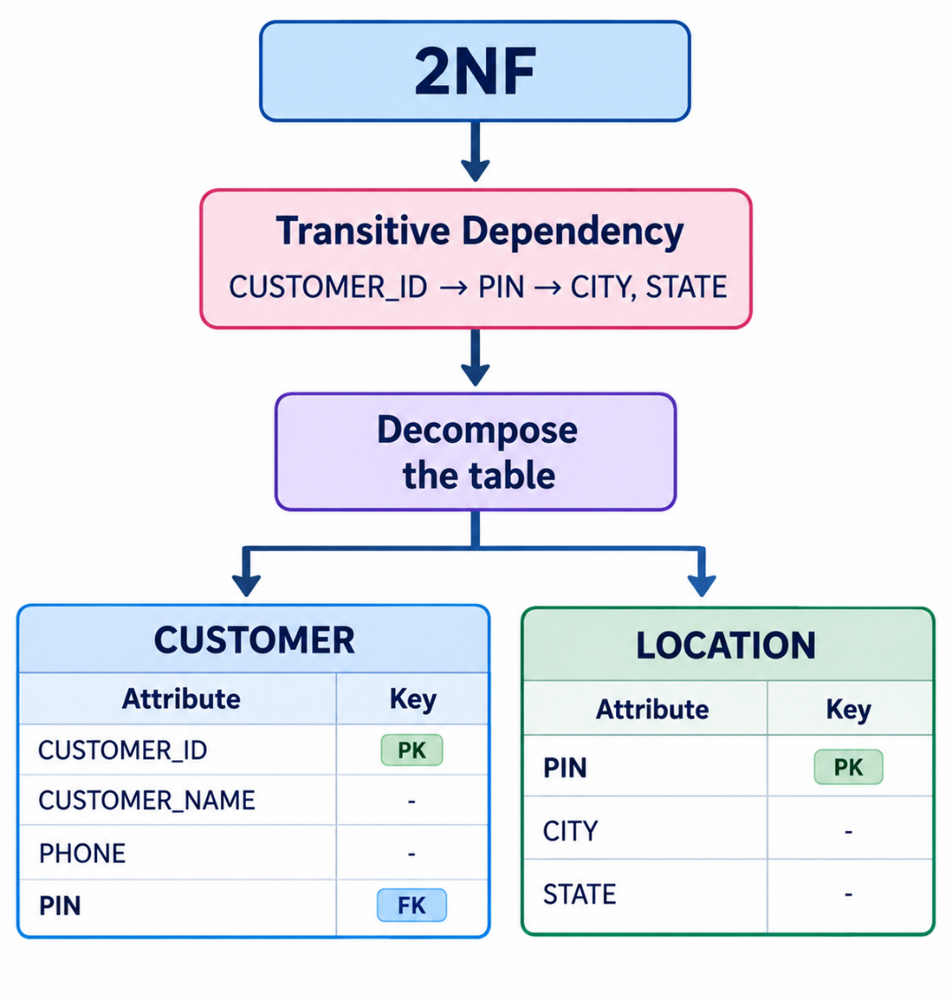 2NF
Transitive Dependency
CUSTOMER_ID → PIN → CITY, STATE
Decompose
the table
CUSTOMER
Attribute Key
CUSTOMER_ID PK
CUSTOMER_NAME -
PHONE -
PIN FK
LOCATION
Attribute Key
PIN PK
CITY -
STATE -